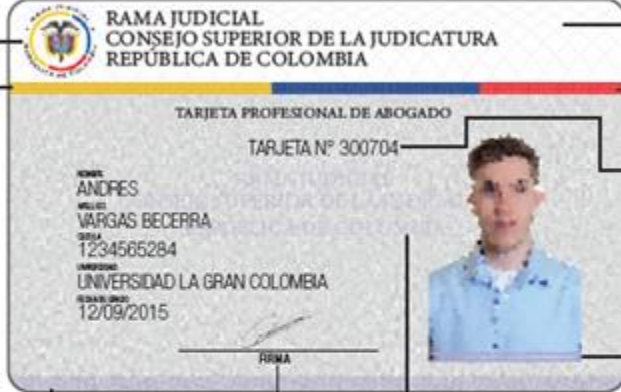 RAMA JUDICIAL
CONSEJO SUPERIOR DE LA JUDICATURA
REPÚBLICA DE COLOMBIA
TARJETA PROFESIONAL DE ABOGADO
TARJETA Nº 300704
ANDRES
VARGAS BECERRA
1234565284
UNIVERSIDAD LA GRAN COLOMBIA
12/09/2015
FIRMA